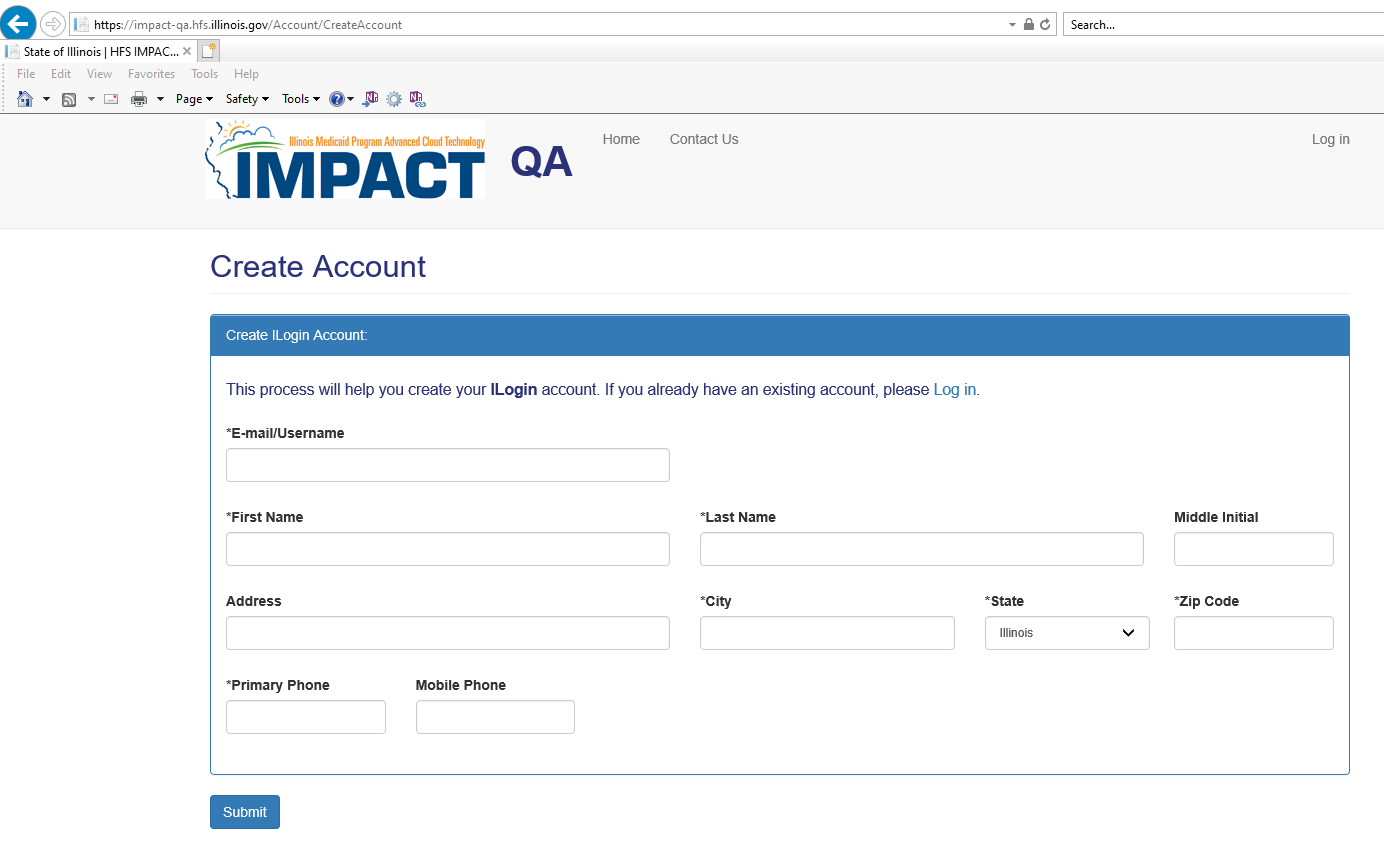 https://impact-qa.hfs.illinois.gov/Account/CreateAccount
Search...
State of Illinois | HFS IMPAC...
File Edit View Favorites Tools Help
Page Safety Tools
Illinois Medicaid Program Advanced Cloud Technology
IMPACT
QA
Home Contact Us Log in
Create Account
Create ILogin Account:
This process will help you create your ILogin account. If you already have an existing account, please Log in.
*E-mail/Username
*First Name *Last Name Middle Initial
Address *City *State *Zip Code
Illinois
*Primary Phone Mobile Phone
Submit